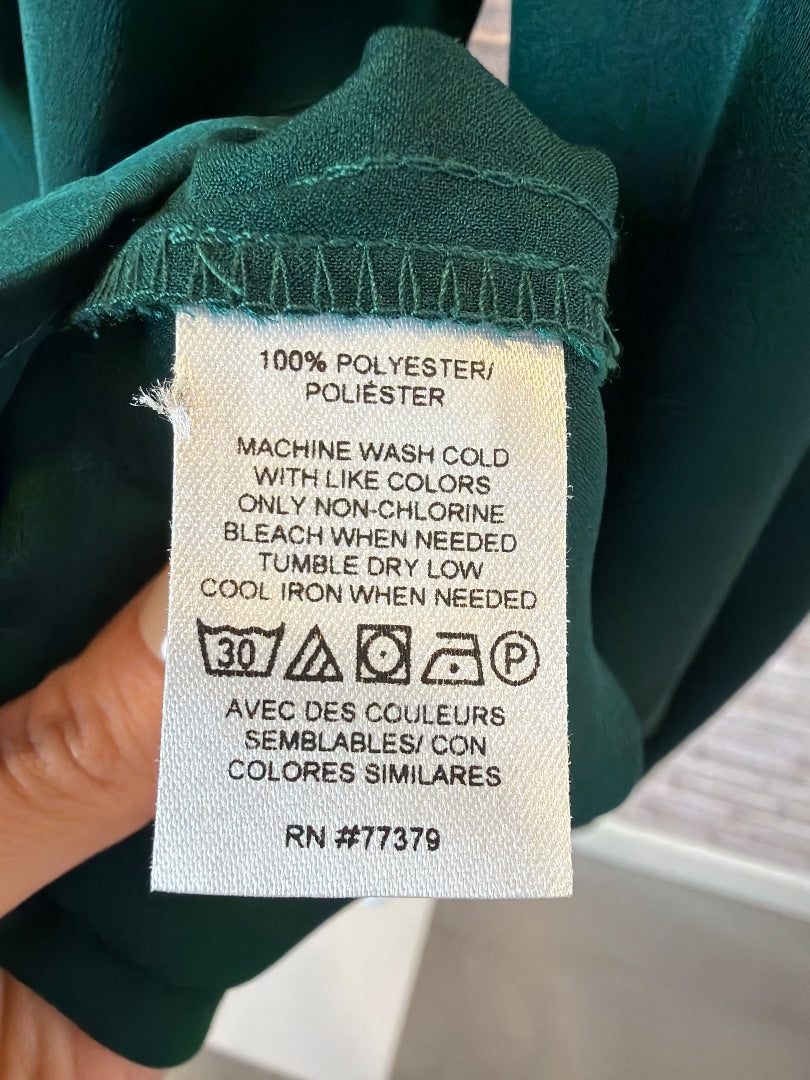 100% POLYESTER/
POLIÉSTER
MACHINE WASH COLD
WITH LIKE COLORS
ONLY NON-CHLORINE
BLEACH WHEN NEEDED
TUMBLE DRY LOW
COOL IRON WHEN NEEDED
30 P
AVEC DES COULEURS
SEMBLABLES/ CON
COLORES SIMILARES
RN #77379